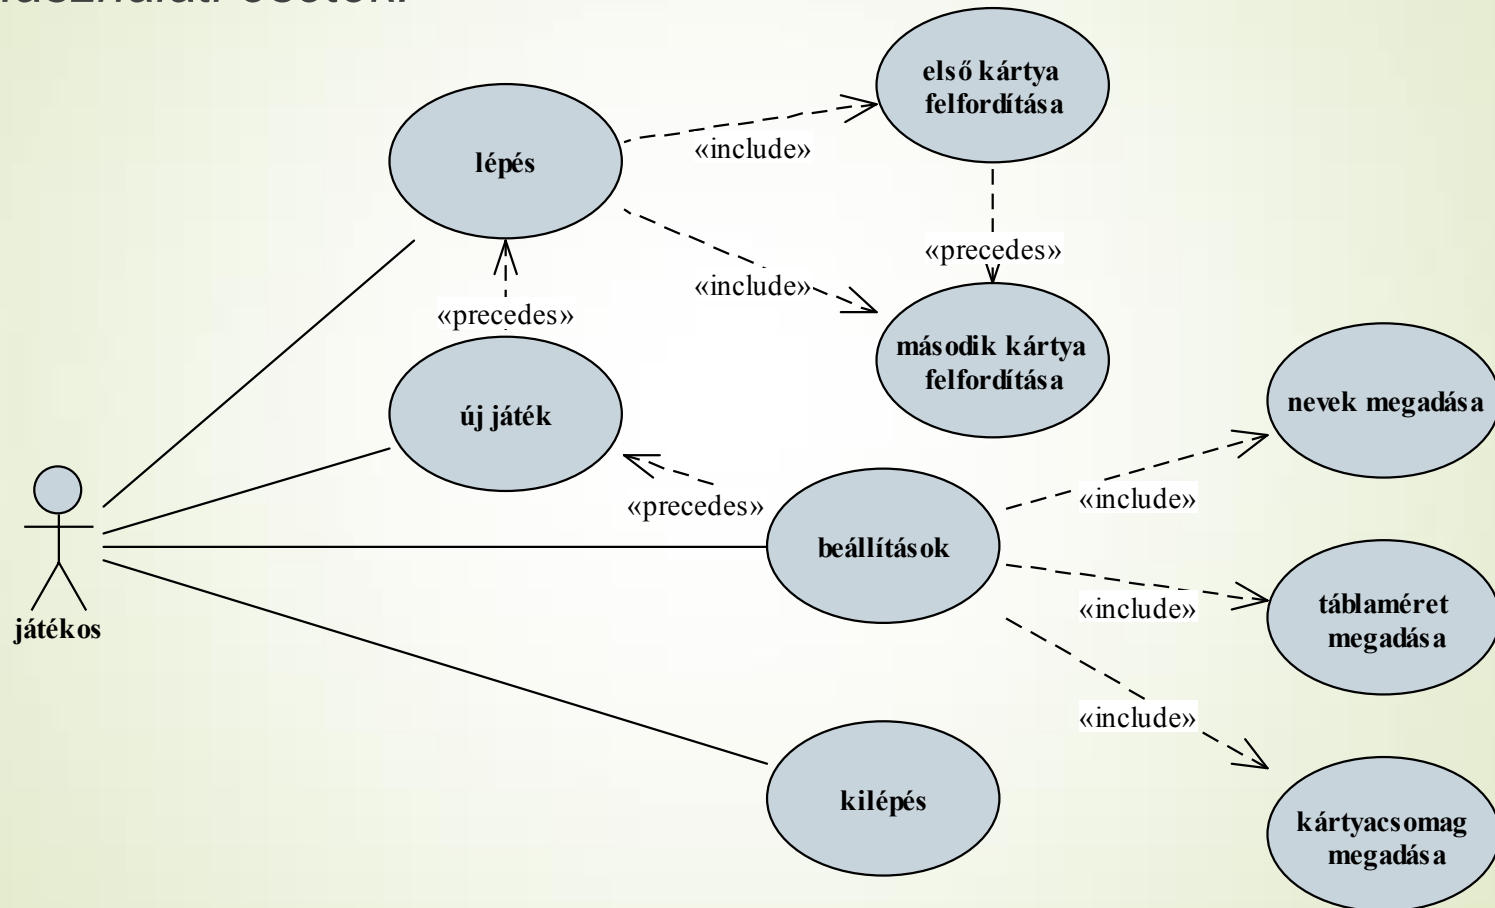 első kártya
felfordítása
lépés
«include»
«include»
«precedes»
«precedes»
második kártya
felfordítása
új játék
nevek megadása
«precedes»
«include»
beállítások
táblaméret
megadása
«include»
játékos
«include»
kilépés
kártyacsomag
megadása